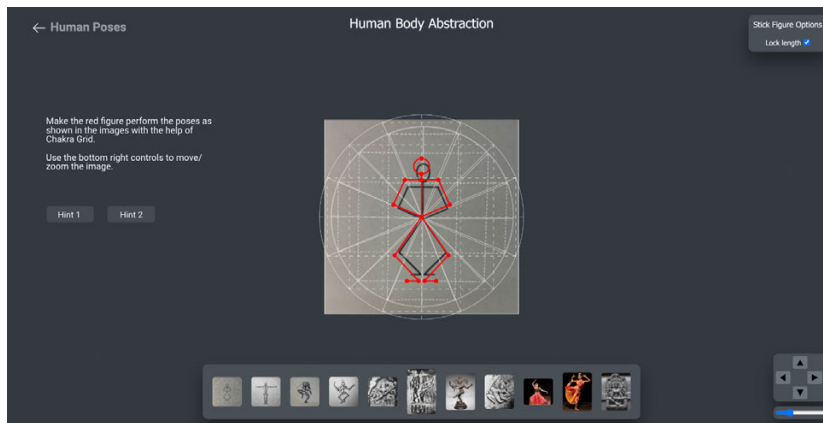 ← Human Poses
Human Body Abstraction
Stick Figure Options
Lock length
Make the red figure perform the poses as
shown in the images with the help of
Chakra Grid.
Use the bottom right controls to move/
zoom the image.
Hint 1
Hint 2